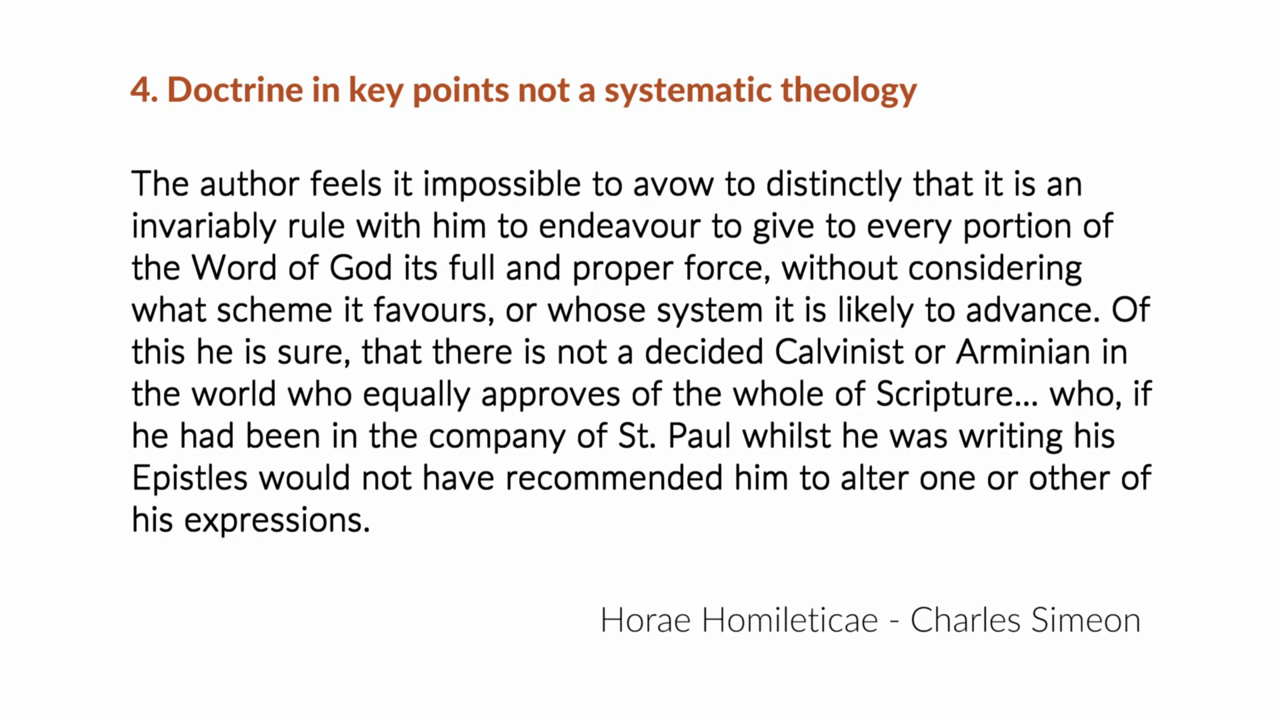 4. Doctrine in key points not a systematic theology
The author feels it impossible to avow to distinctly that it is an
invariably rule with him to endeavour to give to every portion of
the Word of God its full and proper force, without considering
what scheme it favours, or whose system it is likely to advance. Of
this he is sure, that there is not a decided Calvinist or Arminian in
the world who equally approves of the whole of Scripture... who, if
he had been in the company of St. Paul whilst he was writing his
Epistles would not have recommended him to alter one or other of
his expressions.
Horae Homileticae - Charles Simeon